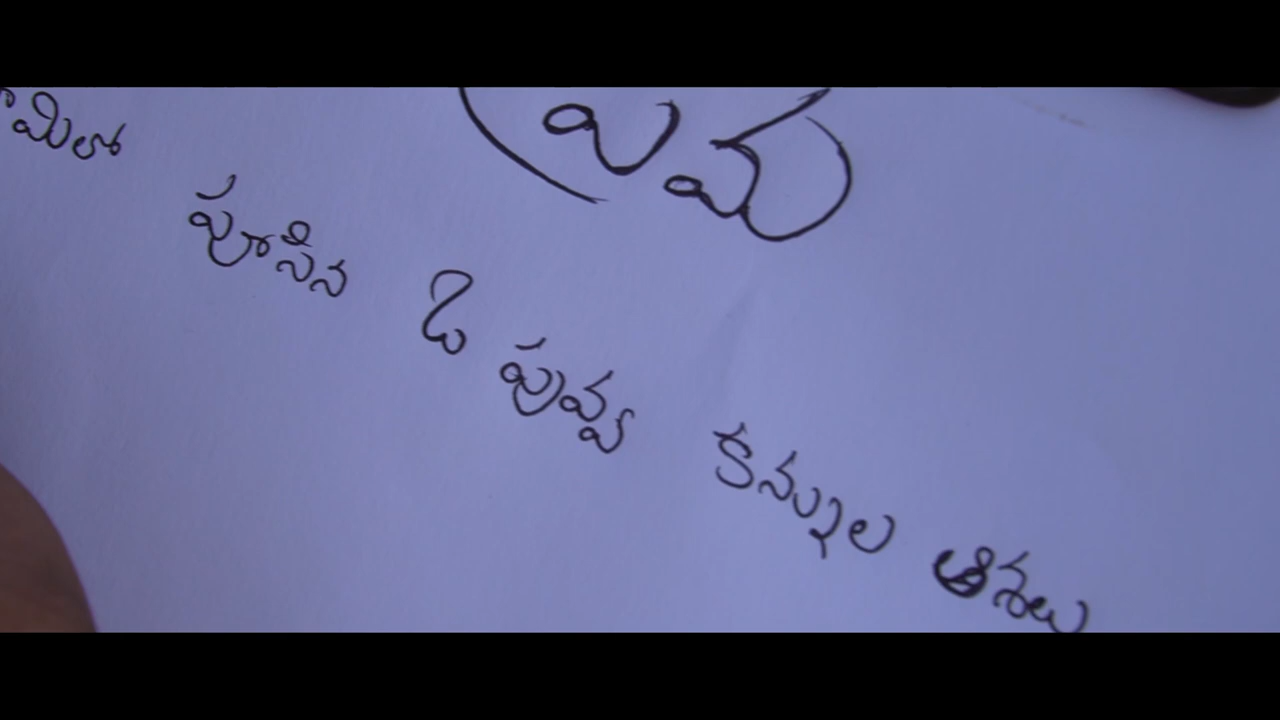 ప్రేమ
పూసిన ఓ పువ్వు కన్నుల ఆశలు